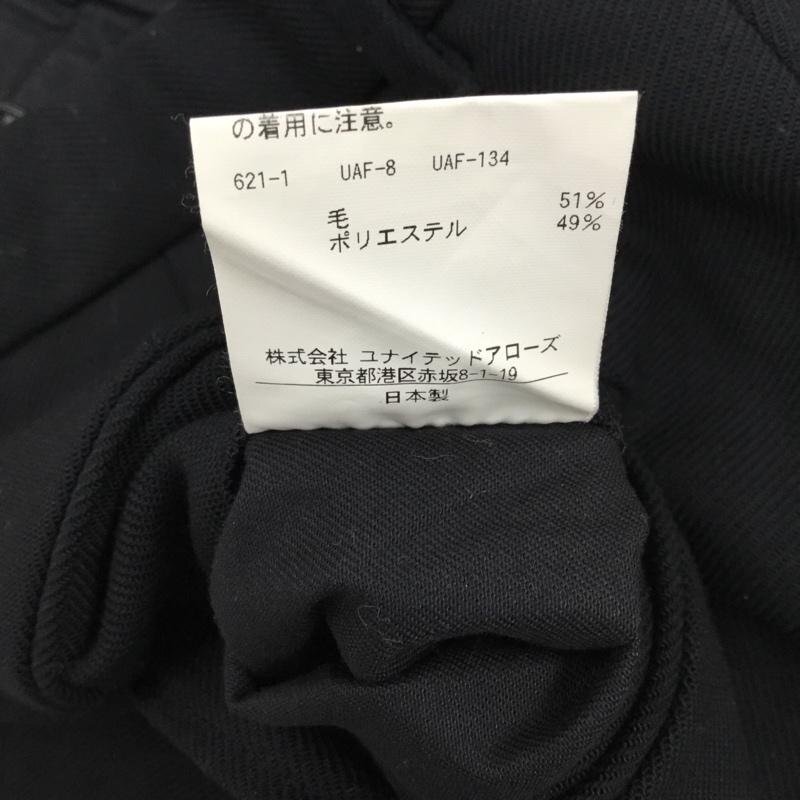 の着用に注意。
621-1 UAF-8 UAF-134
毛 51%
ポリエステル 49%
株式会社 ユナイテッドアローズ
東京都港区赤坂8-1-19
日本製